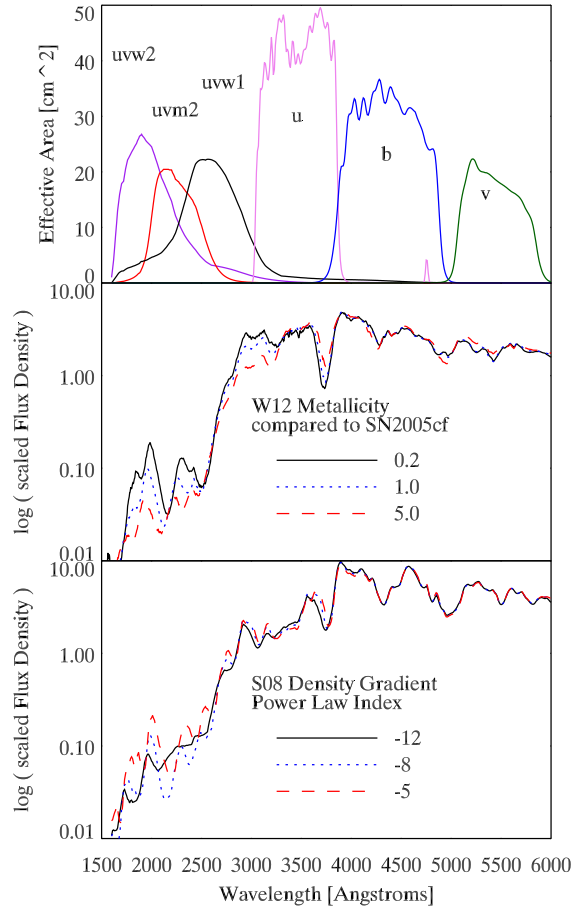 Effective Area [cm^2]
50
40
30
20
10
0
uvw2
uvm2
uvw1
u
b
v
log ( scaled Flux Density)
10.00
1.00
0.10
0.01
W12 Metallicity
compared to SN2005cf
0.2
1.0
5.0
log ( scaled Flux Density)
10.00
1.00
0.10
0.01
S08 Density Gradient
Power Law Index
-12
-8
-5
1500 2000 2500 3000 3500 4000 4500 5000 5500 6000
Wavelength [Angstroms]